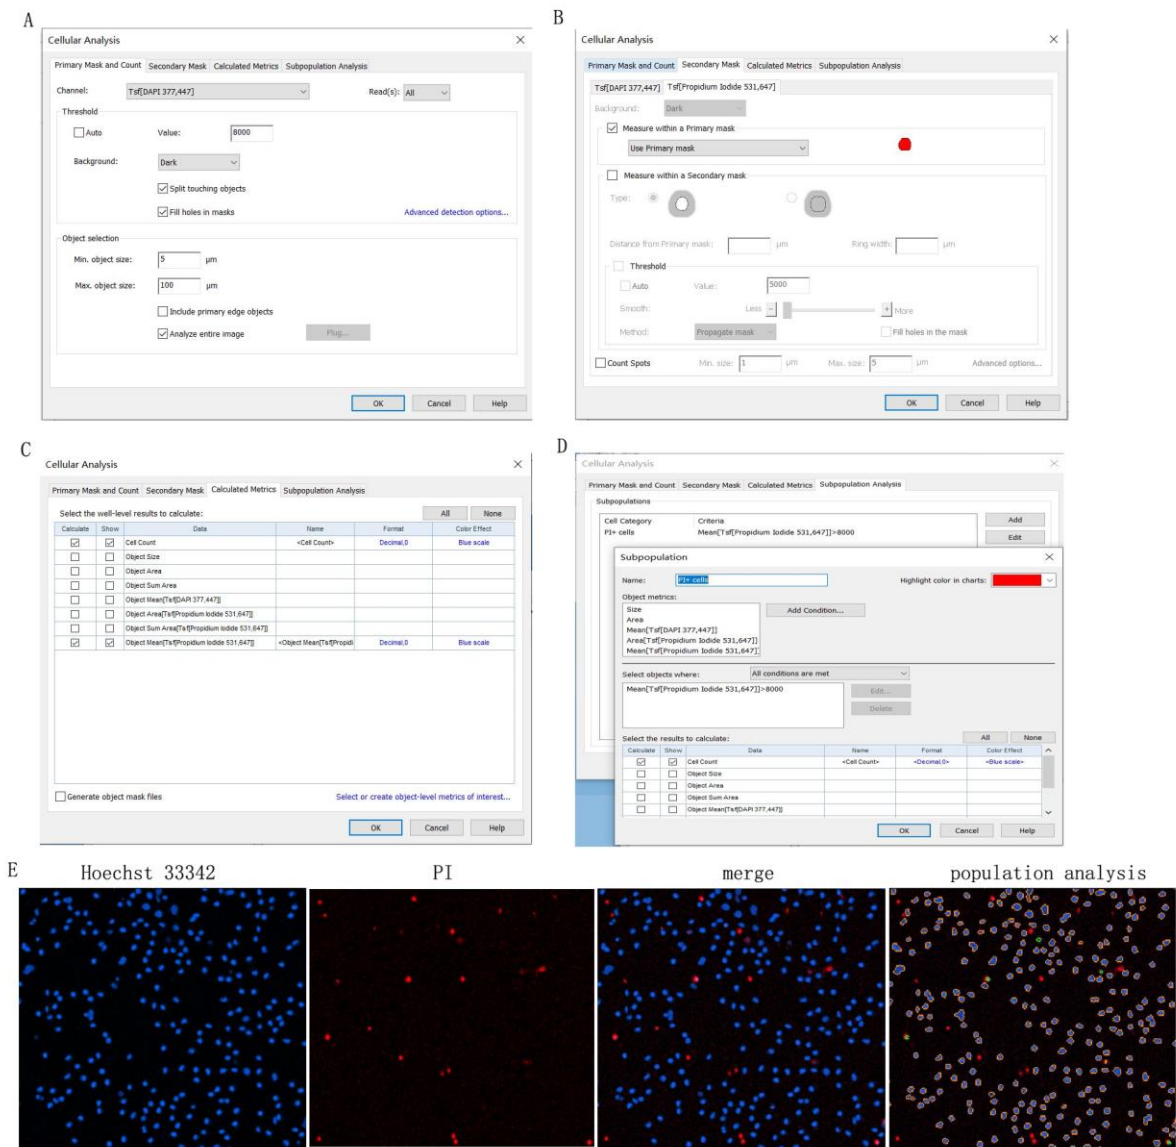 A
Cellular Analysis
Primary Mask and Count Secondary Mask Calculated Metrics Subpopulation Analysis
Channel: Tsf[DAPI 377,447] Read(s): All
Threshold
Auto Value: 8000
Background: Dark
Split touching objects
Fill holes in masks Advanced detection options...
Object selection
Min. object size: 5 µm
Max. object size: 100 µm
Include primary edge objects
Analyze entire image Plug...
OK Cancel Help
B
Cellular Analysis
Primary Mask and Count Secondary Mask Calculated Metrics Subpopulation Analysis
Tsf[DAPI 377,447] Tsf[Propidium Iodide 531,647]
Background: Dark
Measure within a Primary mask
Use Primary mask
Measure within a Secondary mask
Type:
Distance from Primary mask: µm Ring width: µm
Threshold
Auto Value: 5000
Smooth: Less - + More
Method: Propagate mask Fill holes in the mask
Count Spots Min. size: 1 µm Max. size: 5 µm Advanced options...
OK Cancel Help
C
Cellular Analysis
Primary Mask and Count Secondary Mask Calculated Metrics Subpopulation Analysis
Select the well-level results to calculate: All None
Calculate Show Data Name Format Color Effect
Cell Count <Cell Count> Decimal,0 Blue scale
Object Size
Object Area
Object Sum Area
Object Mean[Tsf[DAPI 377,447]]
Object Area[Tsf[Propidium Iodide 531,647]]
Object Sum Area[Tsf[Propidium Iodide 531,647]]
Object Mean[Tsf[Propidium Iodide 531,647]] <Object Mean[Tsf[Propidi Decimal,0 Blue scale
Generate object mask files Select or create object-level metrics of interest...
OK Cancel Help
D
Cellular Analysis
Primary Mask and Count Secondary Mask Calculated Metrics Subpopulation Analysis
Subpopulations
Cell Category Criteria Add
PI+ cells Mean[Tsf[Propidium Iodide 531,647]]>8000 Edit
Subpopulation
Name: PI+ cells Highlight color in charts:
Object metrics:
Size Add Condition...
Area
Mean[Tsf[DAPI 377,447]]
Area[Tsf[Propidium Iodide 531,647]]
Mean[Tsf[Propidium Iodide 531,647]]
Select objects where: All conditions are met
Mean[Tsf[Propidium Iodide 531,647]]>8000 Edit...
Delete
Select the results to calculate: All None
Calculate Show Data Name Format Color Effect
Cell Count <Cell Count> <Decimal,0> <Blue scale>
Object Size
Object Area
Object Sum Area
Object Mean[Tsf[DAPI 377,447]]
OK Cancel Help
E
Hoechst 33342 PI merge population analysis